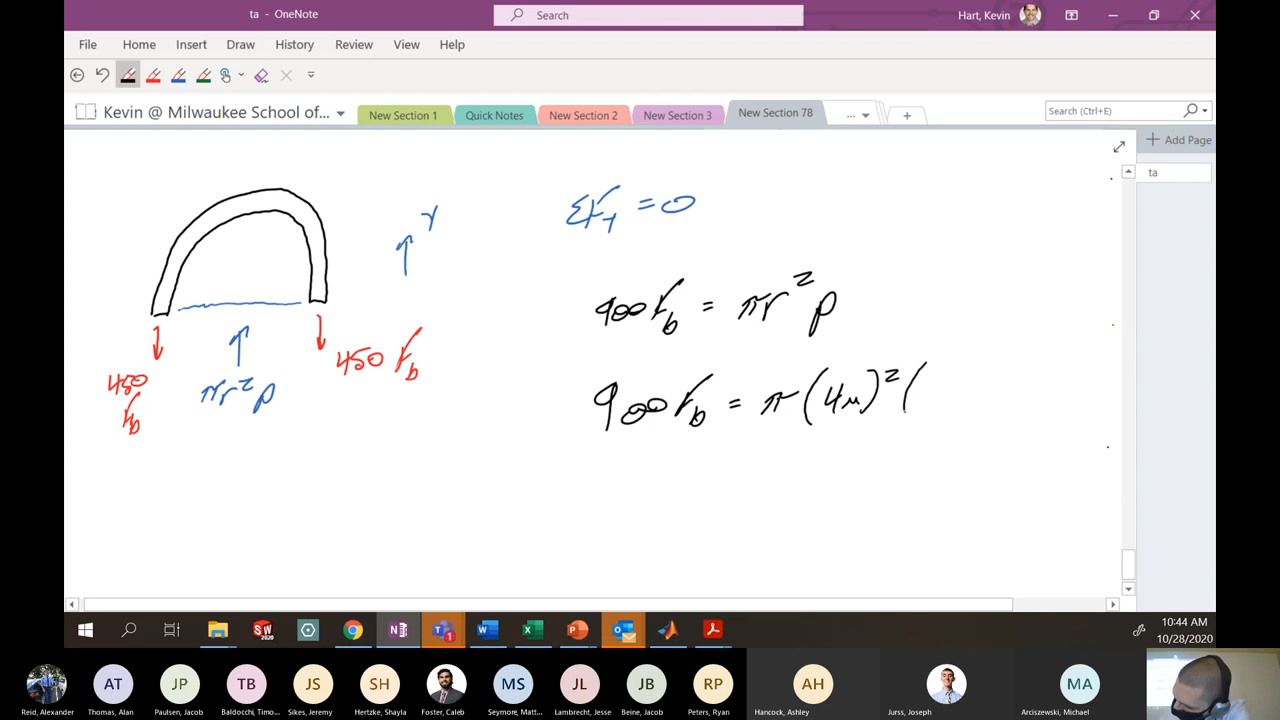 ta - OneNote
Search
Hart, Kevin
File Home Insert Draw History Review View Help
Kevin @ Milwaukee School of...
New Section 1
Quick Notes
New Section 2
New Section 3
New Section 78
...
Search (Ctrl+E)
Add Page
ta
Y
ΣFy = 0
900 Fb = πr²p
450 Fb
πr²p
450 Fb
900 Fb = π(4m)²(
10:44 AM
10/28/2020
AT JP TB JS SH MS JL JB RP AH MA
Reid, Alexander
Thomas, Alan
Paulsen, Jacob
Baldocchi, Timo...
Sikes, Jeremy
Hertzke, Shayla
Foster, Caleb
Seymore, Matt...
Lambrecht, Jesse
Beine, Jacob
Peters, Ryan
Hancock, Ashley
Jurss, Joseph
Arciszewski, Michael